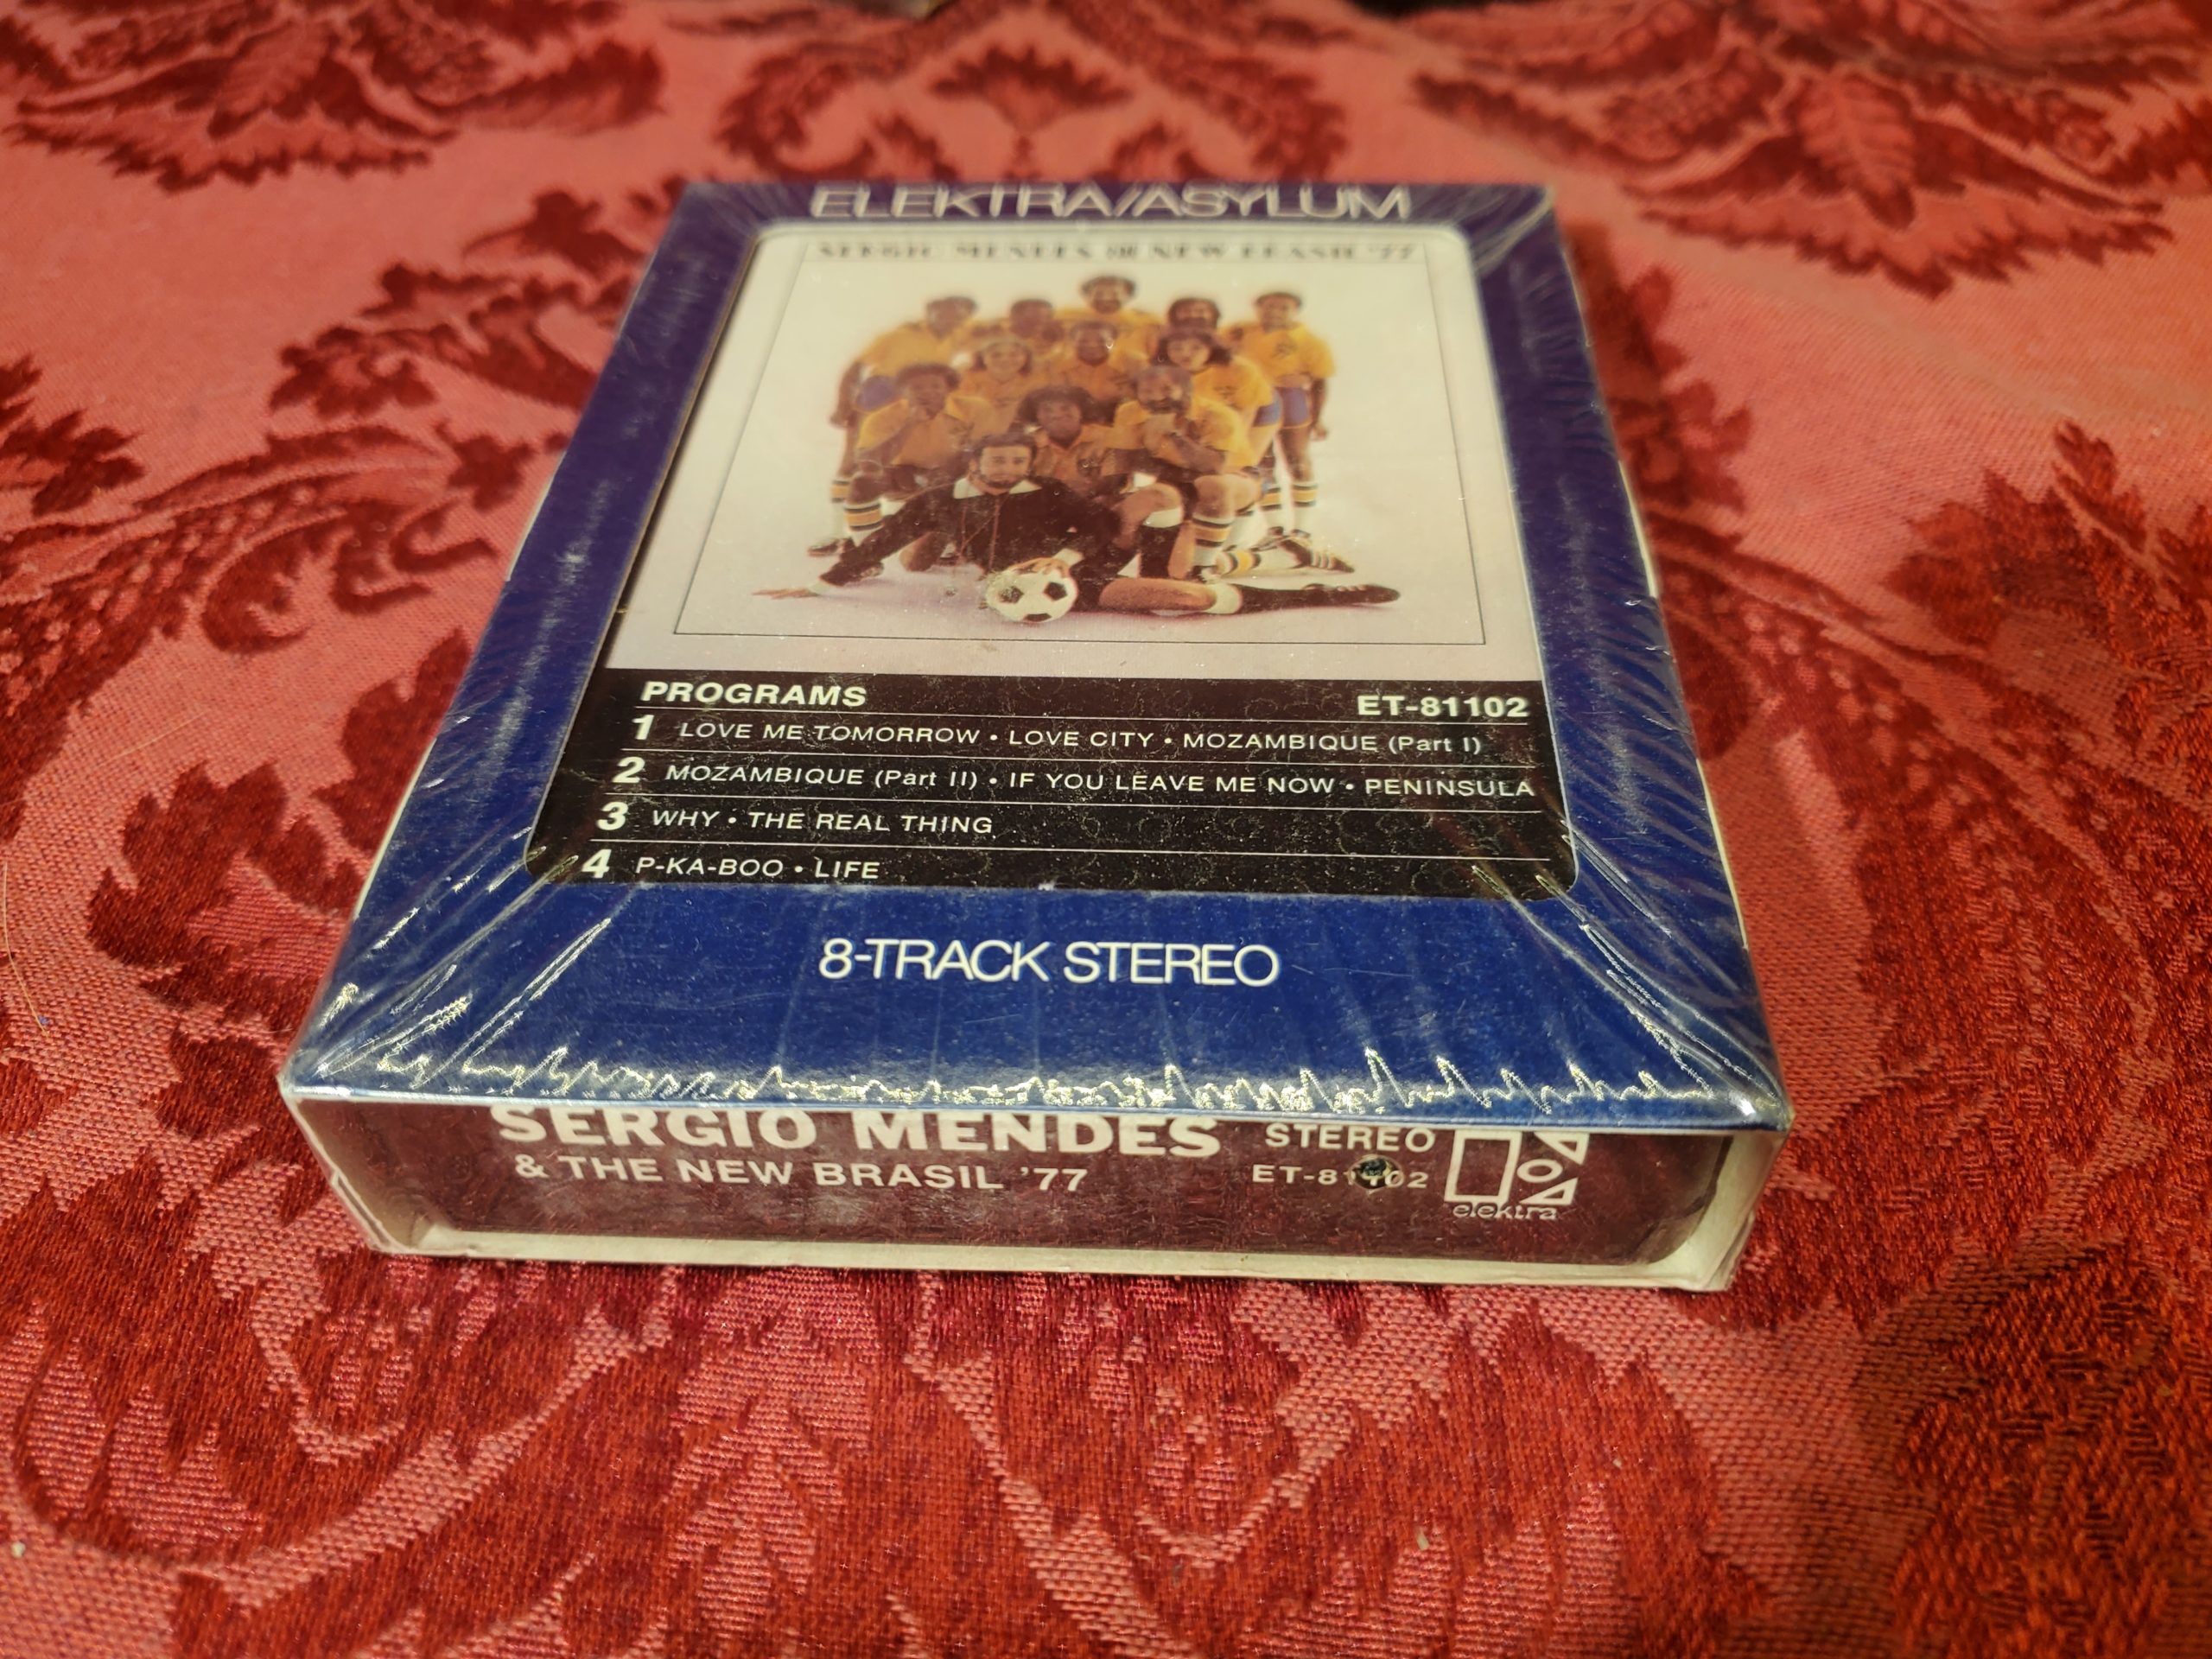 ELEKTRA/ASYLUM
SERGIO MENDES & NEW BRASIL '77
PROGRAMS ET-81102
1 LOVE ME TOMORROW • LOVE CITY • MOZAMBIQUE (Part I)
2 MOZAMBIQUE (Part II) • IF YOU LEAVE ME NOW • PENINSULA
3 WHY • THE REAL THING
4 P-KA-BOO • LIFE
8-TRACK STEREO
SERGIO MENDES STEREO
& THE NEW BRASIL '77 ET-81102
elektra